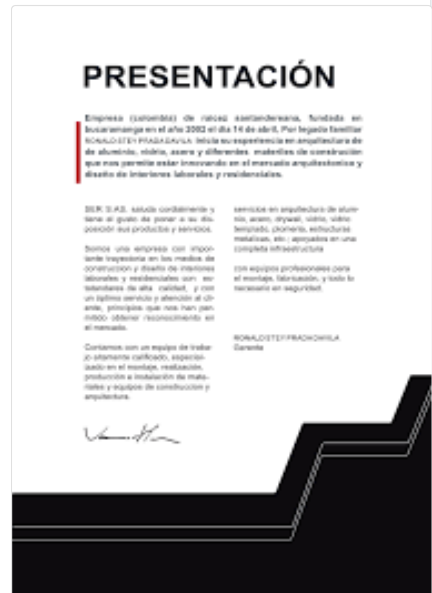 PRESENTACIÓN
Empresa (colombia) de raices santandereana, fundada en
bucaramanga en el año 2002 el dia 14 de abril, Por legado familiar
RONALD STEY PRADA DAVILA inicia su experiencia en arquitectura de
de aluminio, vidrio, acero y diferentes materiles de construción
que nos permite estar innovando en el mercado arquitectonico y
diseño de interiores laborales y residenciales.
S.A.S. saluda cordialmente y
tiene el gusto de poner a su dis-
posición sus productos y servicios.
Somos una empresa con impor-
tante trayectoria en los medios de
construccion y diseño de interiores
laborales y residenciales con es-
tandares de alta calidad, y con
un óptimo servicio y atención al cli-
ente, principios que nos han per-
mitido obtener reconocimiento en
el mercado.
Contamos con un equipo de traba-
jo altamente calificado, especial-
izado en el montaje, realización,
producción e instalación de mate-
riales y equipos de construccion y
arquitectura.
servicios en arquitectura de alumi-
nio, acero, drywall, vidrio, vidrio
templado, plomeria, estructuras
metalicas, etc.; apoyados en una
completa infraestructura
con equipos profesionales para
el montaje, fabricación, y todo lo
necesario en seguridad.
RONALD STEY PRADA DAVILA
Gerente